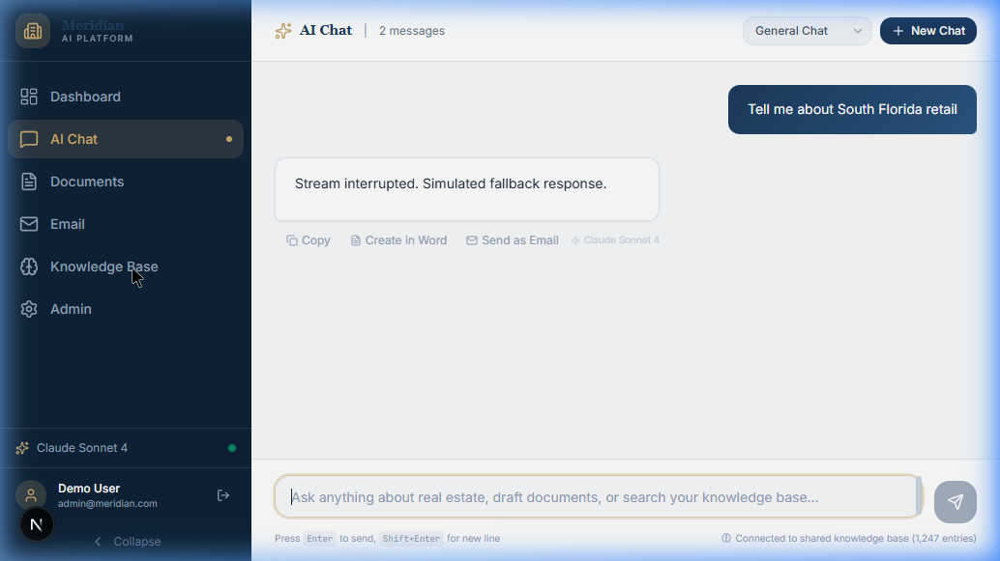 Meridian
AI PLATFORM
Dashboard
AI Chat
Documents
Email
Knowledge Base
Admin
Claude Sonnet 4
Demo User
admin@meridian.com
N
Collapse
AI Chat
2 messages
General Chat
New Chat
Tell me about South Florida retail
Stream interrupted. Simulated fallback response.
Copy Create in Word Send as Email Claude Sonnet 4
Ask anything about real estate, draft documents, or search your knowledge base...
Press Enter to send, Shift+Enter for new line
Connected to shared knowledge base (1,247 entries)